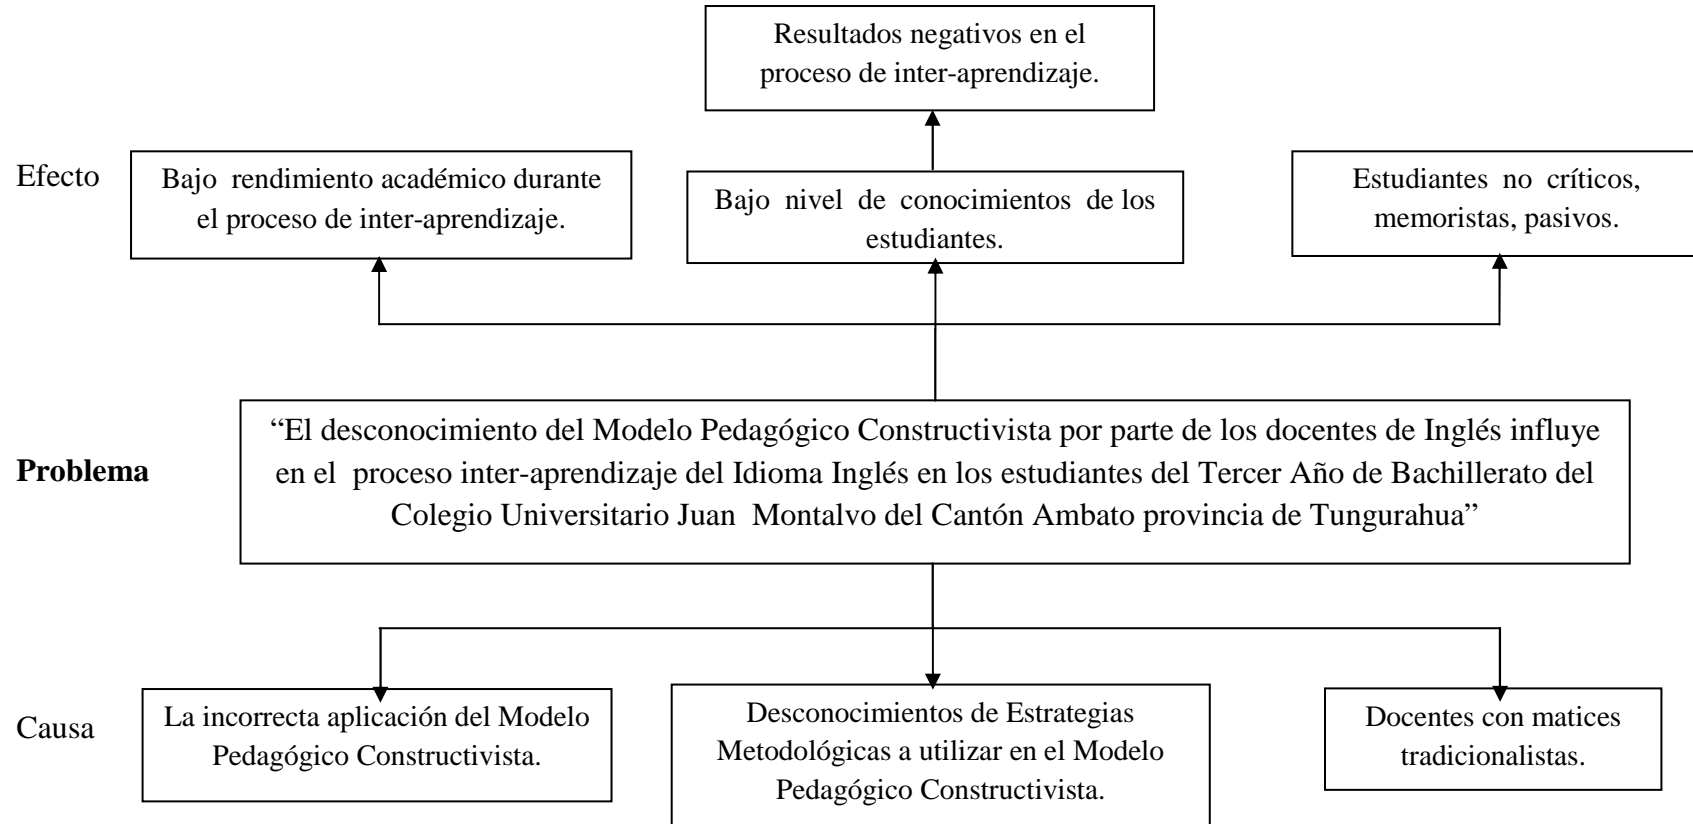 Resultados negativos en el
proceso de inter-aprendizaje.
Efecto
Bajo rendimiento académico durante
el proceso de inter-aprendizaje.
Bajo nivel de conocimientos de los
estudiantes.
Estudiantes no críticos,
memoristas, pasivos.
Problema
“El desconocimiento del Modelo Pedagógico Constructivista por parte de los docentes de Inglés influye
en el proceso inter-aprendizaje del Idioma Inglés en los estudiantes del Tercer Año de Bachillerato del
Colegio Universitario Juan Montalvo del Cantón Ambato provincia de Tungurahua”
Causa
La incorrecta aplicación del Modelo
Pedagógico Constructivista.
Desconocimientos de Estrategias
Metodológicas a utilizar en el Modelo
Pedagógico Constructivista.
Docentes con matices
tradicionalistas.